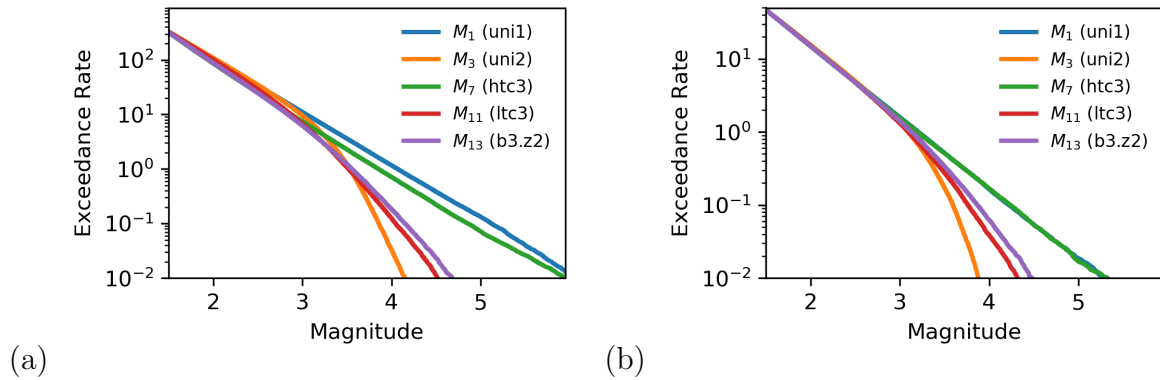 Exceedance Rate
10²
10¹
10⁰
10⁻¹
10⁻²
2 3 4 5
Magnitude
M₁ (uni1)
M₃ (uni2)
M₇ (htc3)
M₁₁ (ltc3)
M₁₃ (b3.z2)
(a)
Exceedance Rate
10¹
10⁰
10⁻¹
10⁻²
2 3 4 5
Magnitude
M₁ (uni1)
M₃ (uni2)
M₇ (htc3)
M₁₁ (ltc3)
M₁₃ (b3.z2)
(b)